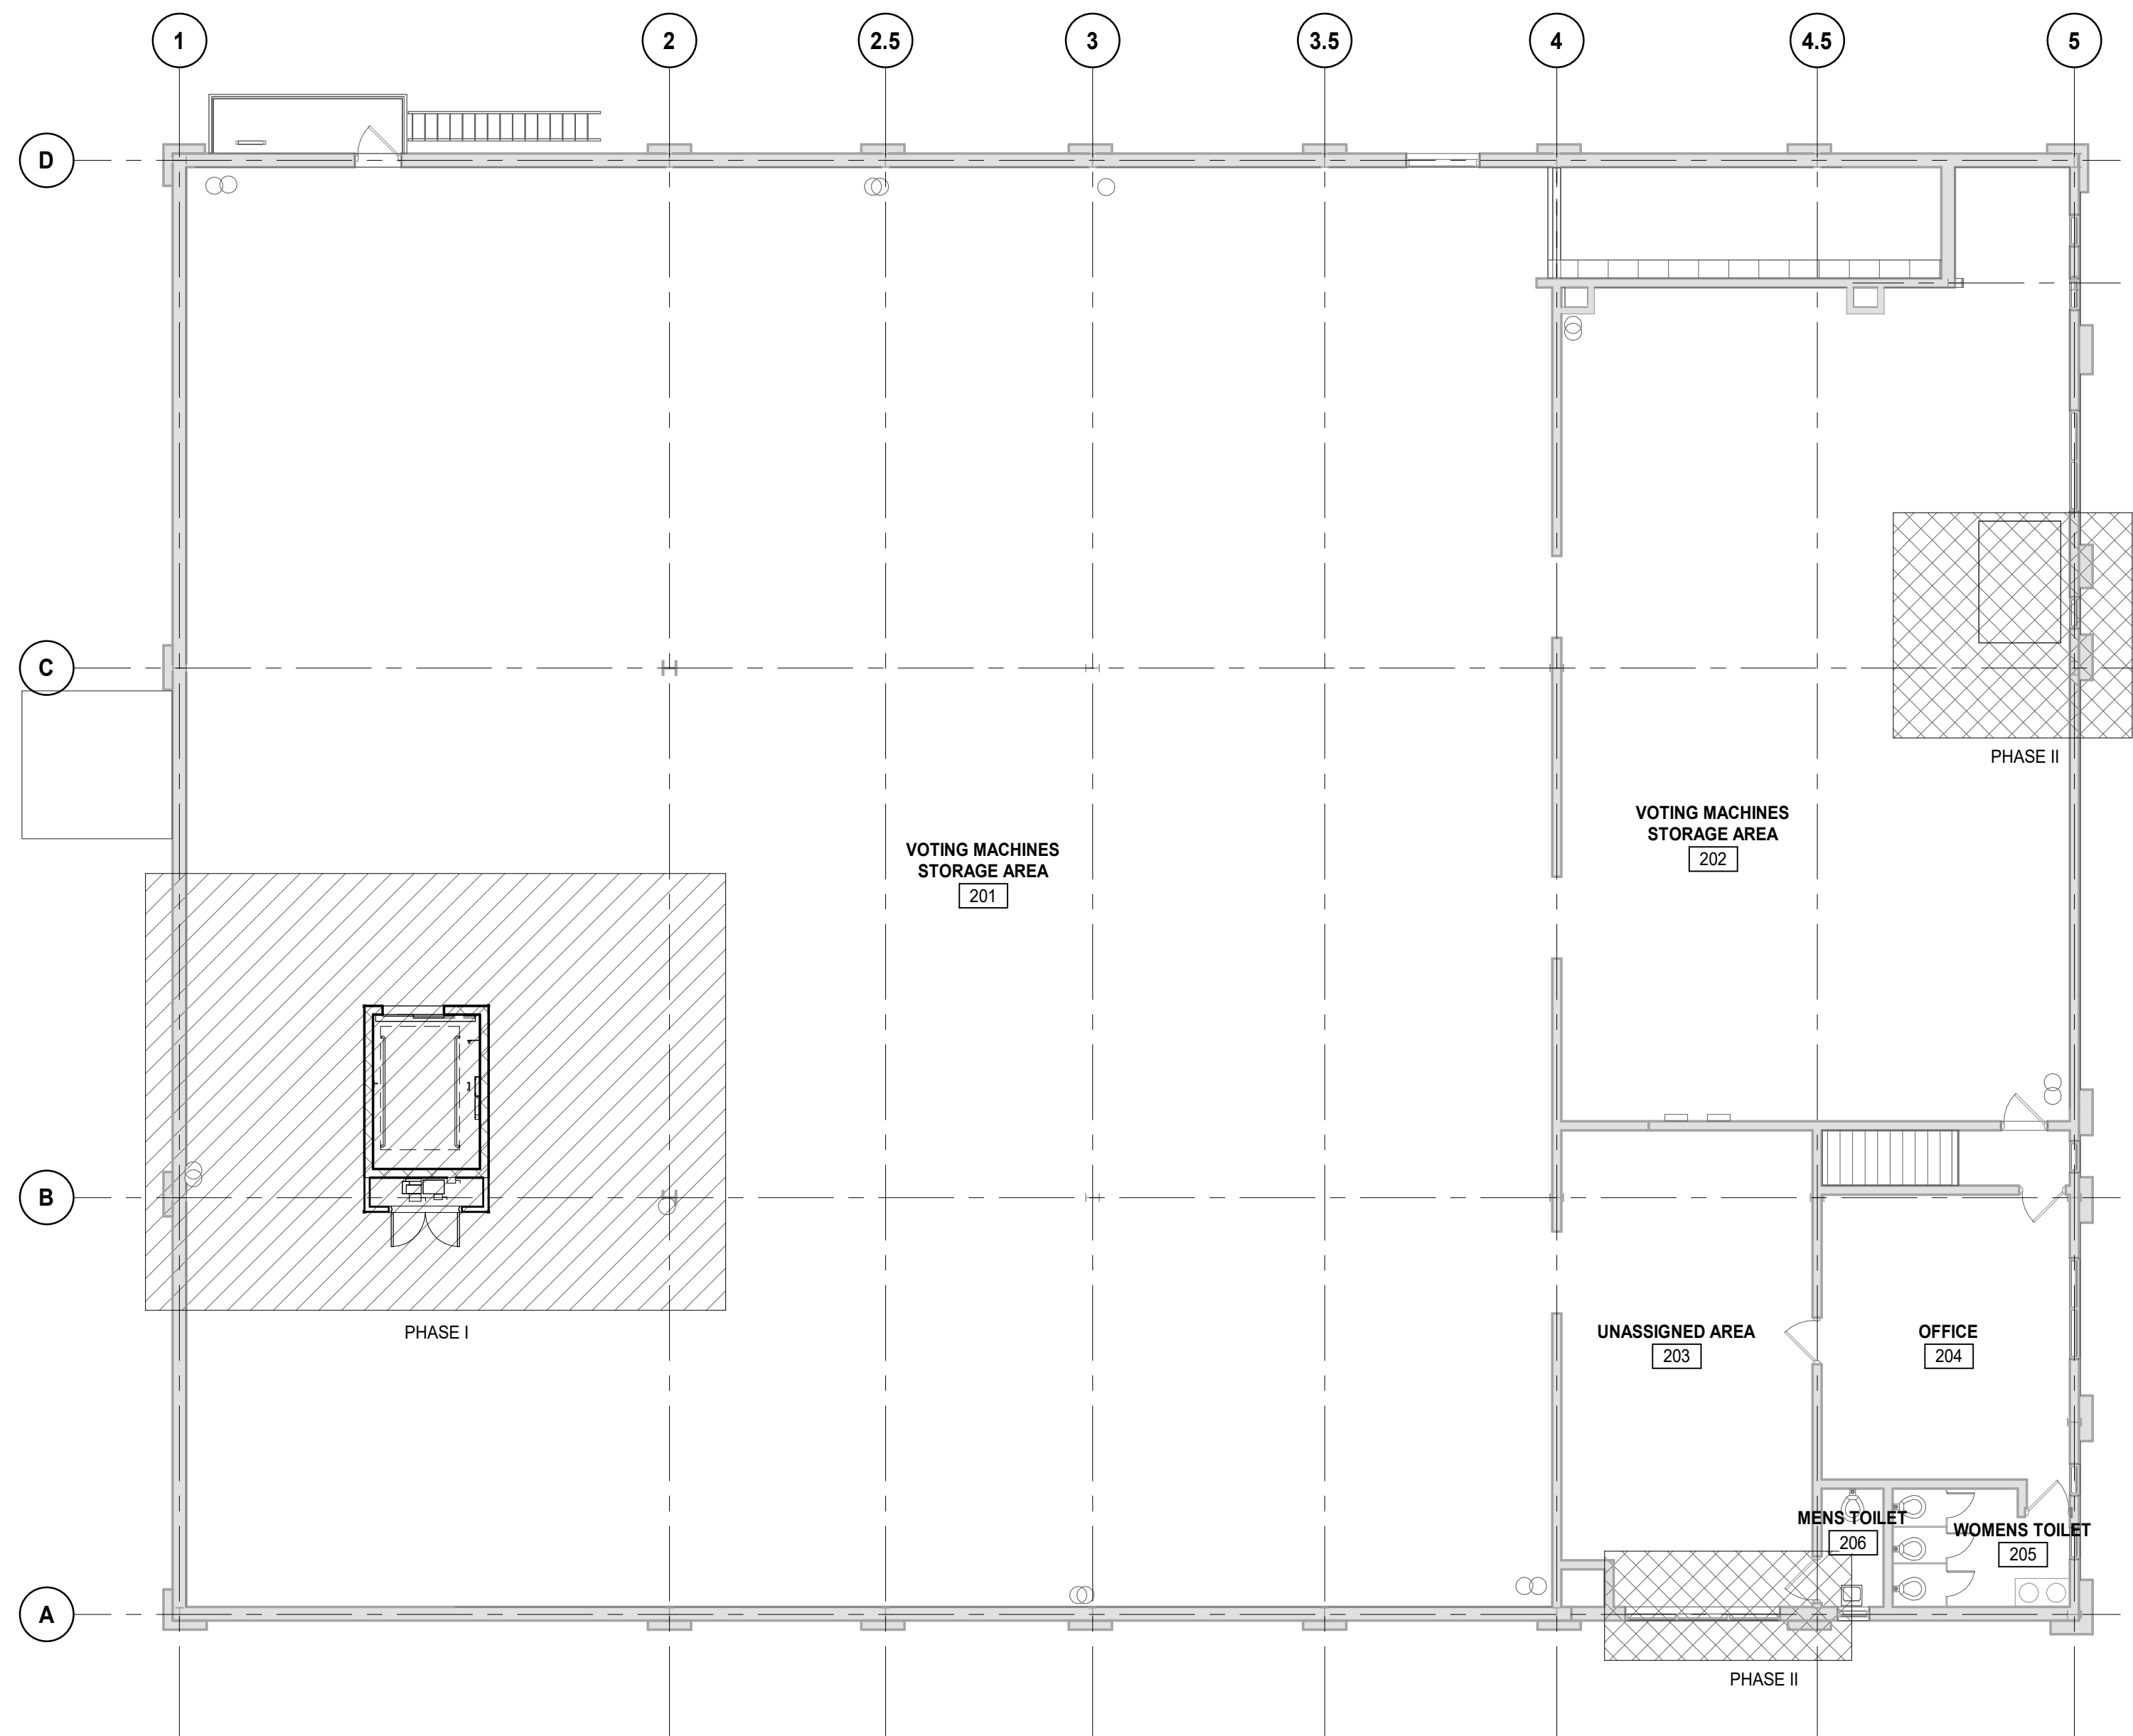 1
2
2.5
3
3.5
4
4.5
5
D
C
PHASE II
VOTING MACHINES
STORAGE AREA
202
VOTING MACHINES
STORAGE AREA
201
B
PHASE I
UNASSIGNED AREA
203
OFFICE
204
MENS TOILET
206
WOMENS TOILET
205
A
PHASE II